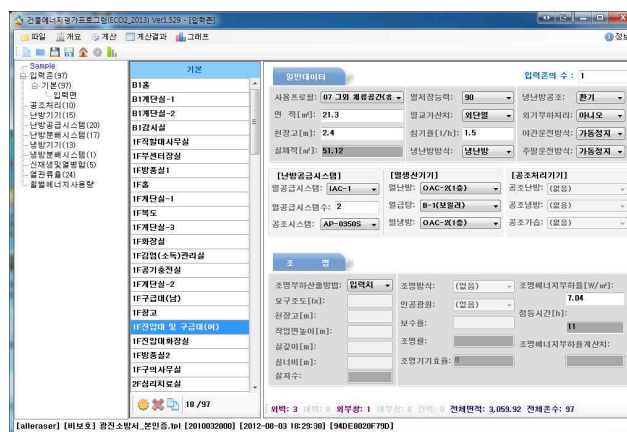 건물에너지평가프로그램(ECO2_2013) Ver1.529 - [입력존]
파일 개요 계산 계산결과 그래프
정보
Sample
입력존(97)
기본(97)
입력면
공조처리(10)
난방기기(15)
난방공급시스템(20)
난방분배시스템(17)
냉방기기(13)
냉방분배시스템(1)
신재생및열병합(5)
열관류율(24)
월별에너지사용량
기본
B1홀
B1계단실-1
B1계단실-2
B1감시실
1F직할대사무실
1F부센터장실
1F방풍실1
1F홀
1F계단실-1
1F복도
1F계단실-3
1F화장실
1F감염(소독)관리실
1F공기충전실
1F계단실-2
1F구급대(남)
1F창고
1F진압대 및 구급대(여)
1F진압대화장실
1F방풍실2
1F구의사무실
2F심리치료실
18 /97
일반데이터
입력존의 수 : 1
사용프로필: 07 그외 체류공간(휴 열저장능력: 90 냉난방공조: 환기
면 적[㎡]: 21.3 열교가산치: 외단열 외기부하처리: 아니오
천장고[m]: 2.4 침기율[1/h]: 1.5 야간운전방식: 가동정지
실체적[㎥]: 51.12 냉난방방식: 냉난방 주말운전방식: 가동정지
[난방공급시스템] [열생산기기] [공조처리기기]
열공급시스템: IAC-1 열난방: OAC-2(1층) 공조난방: (없음)
열공급시스템수: 2 열급탕: B-1(보일러) 공조냉방: (없음)
공조시스템: AP-0350S 열냉방: OAC-2(1층) 공조가습: (없음)
조 명
조명부하산출방법: 입력치 조명방식: (없음) 조명에너지부하율[W/㎡]:
요구조도[lx]: 인공광원: (없음) 7.04
천장고[m]: 보수율: 점등시간[h]:
작업면높이[m]: 조명율: 11
실깊이[m]: 조명에너지부하율계산치:
실너비[m]: 조명기기효율: 0
실지수:
외벽: 3 내벽: 0 외부창: 1 내부창: 0 간벽: 0 전체면적: 3,059.92 전체존수: 97
[alleraser] [비보호] 광진소방서_본인증.tpl [2010032000] [2012-08-03 18:29:30] [94DE8020F79D]